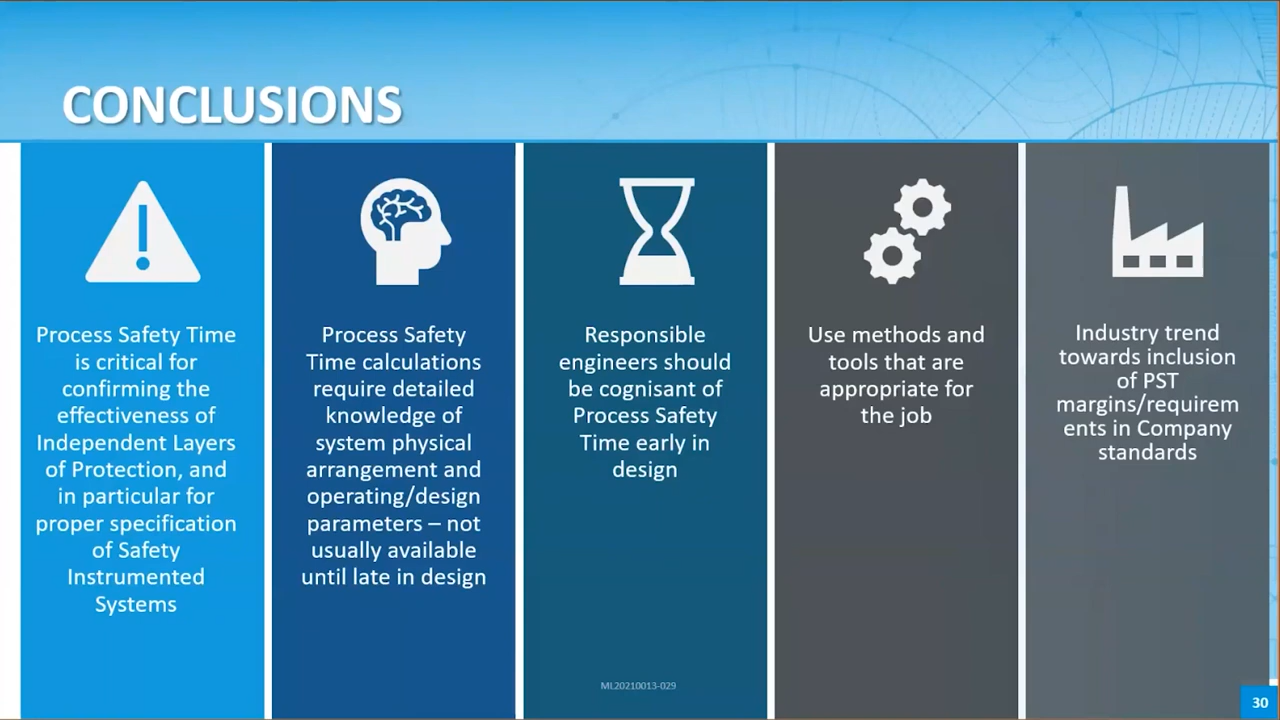 CONCLUSIONS
Process Safety Time
is critical for
confirming the
effectiveness of
Independent Layers
of Protection, and
in particular for
proper specification
of Safety
Instrumented
Systems
Process Safety
Time calculations
require detailed
knowledge of
system physical
arrangement and
operating/design
parameters – not
usually available
until late in design
Responsible
engineers should
be cognisant of
Process Safety
Time early in
design
Use methods and
tools that are
appropriate for
the job
Industry trend
towards inclusion
of PST
margins/requirem
ents in Company
standards
ML20210013-029
30